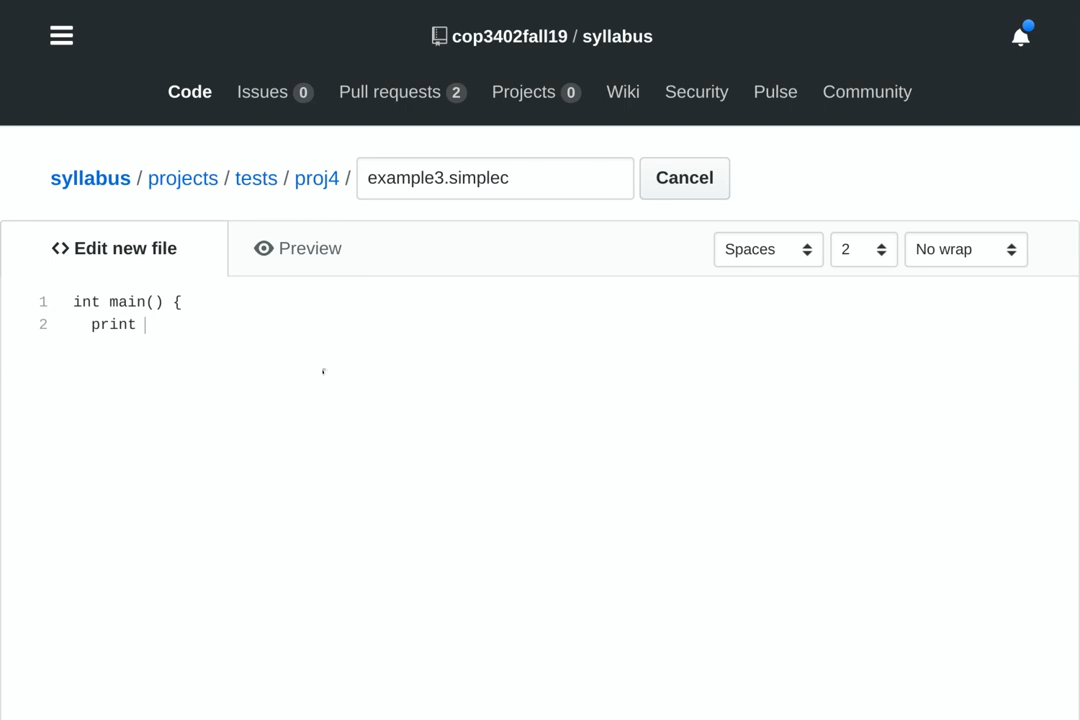 cop3402fall19 / syllabus
Code Issues 0 Pull requests 2 Projects 0 Wiki Security Pulse Community
syllabus / projects / tests / proj4 / example3.simplec Cancel
<> Edit new file Preview Spaces 2 No wrap
1 int main() {
2 print